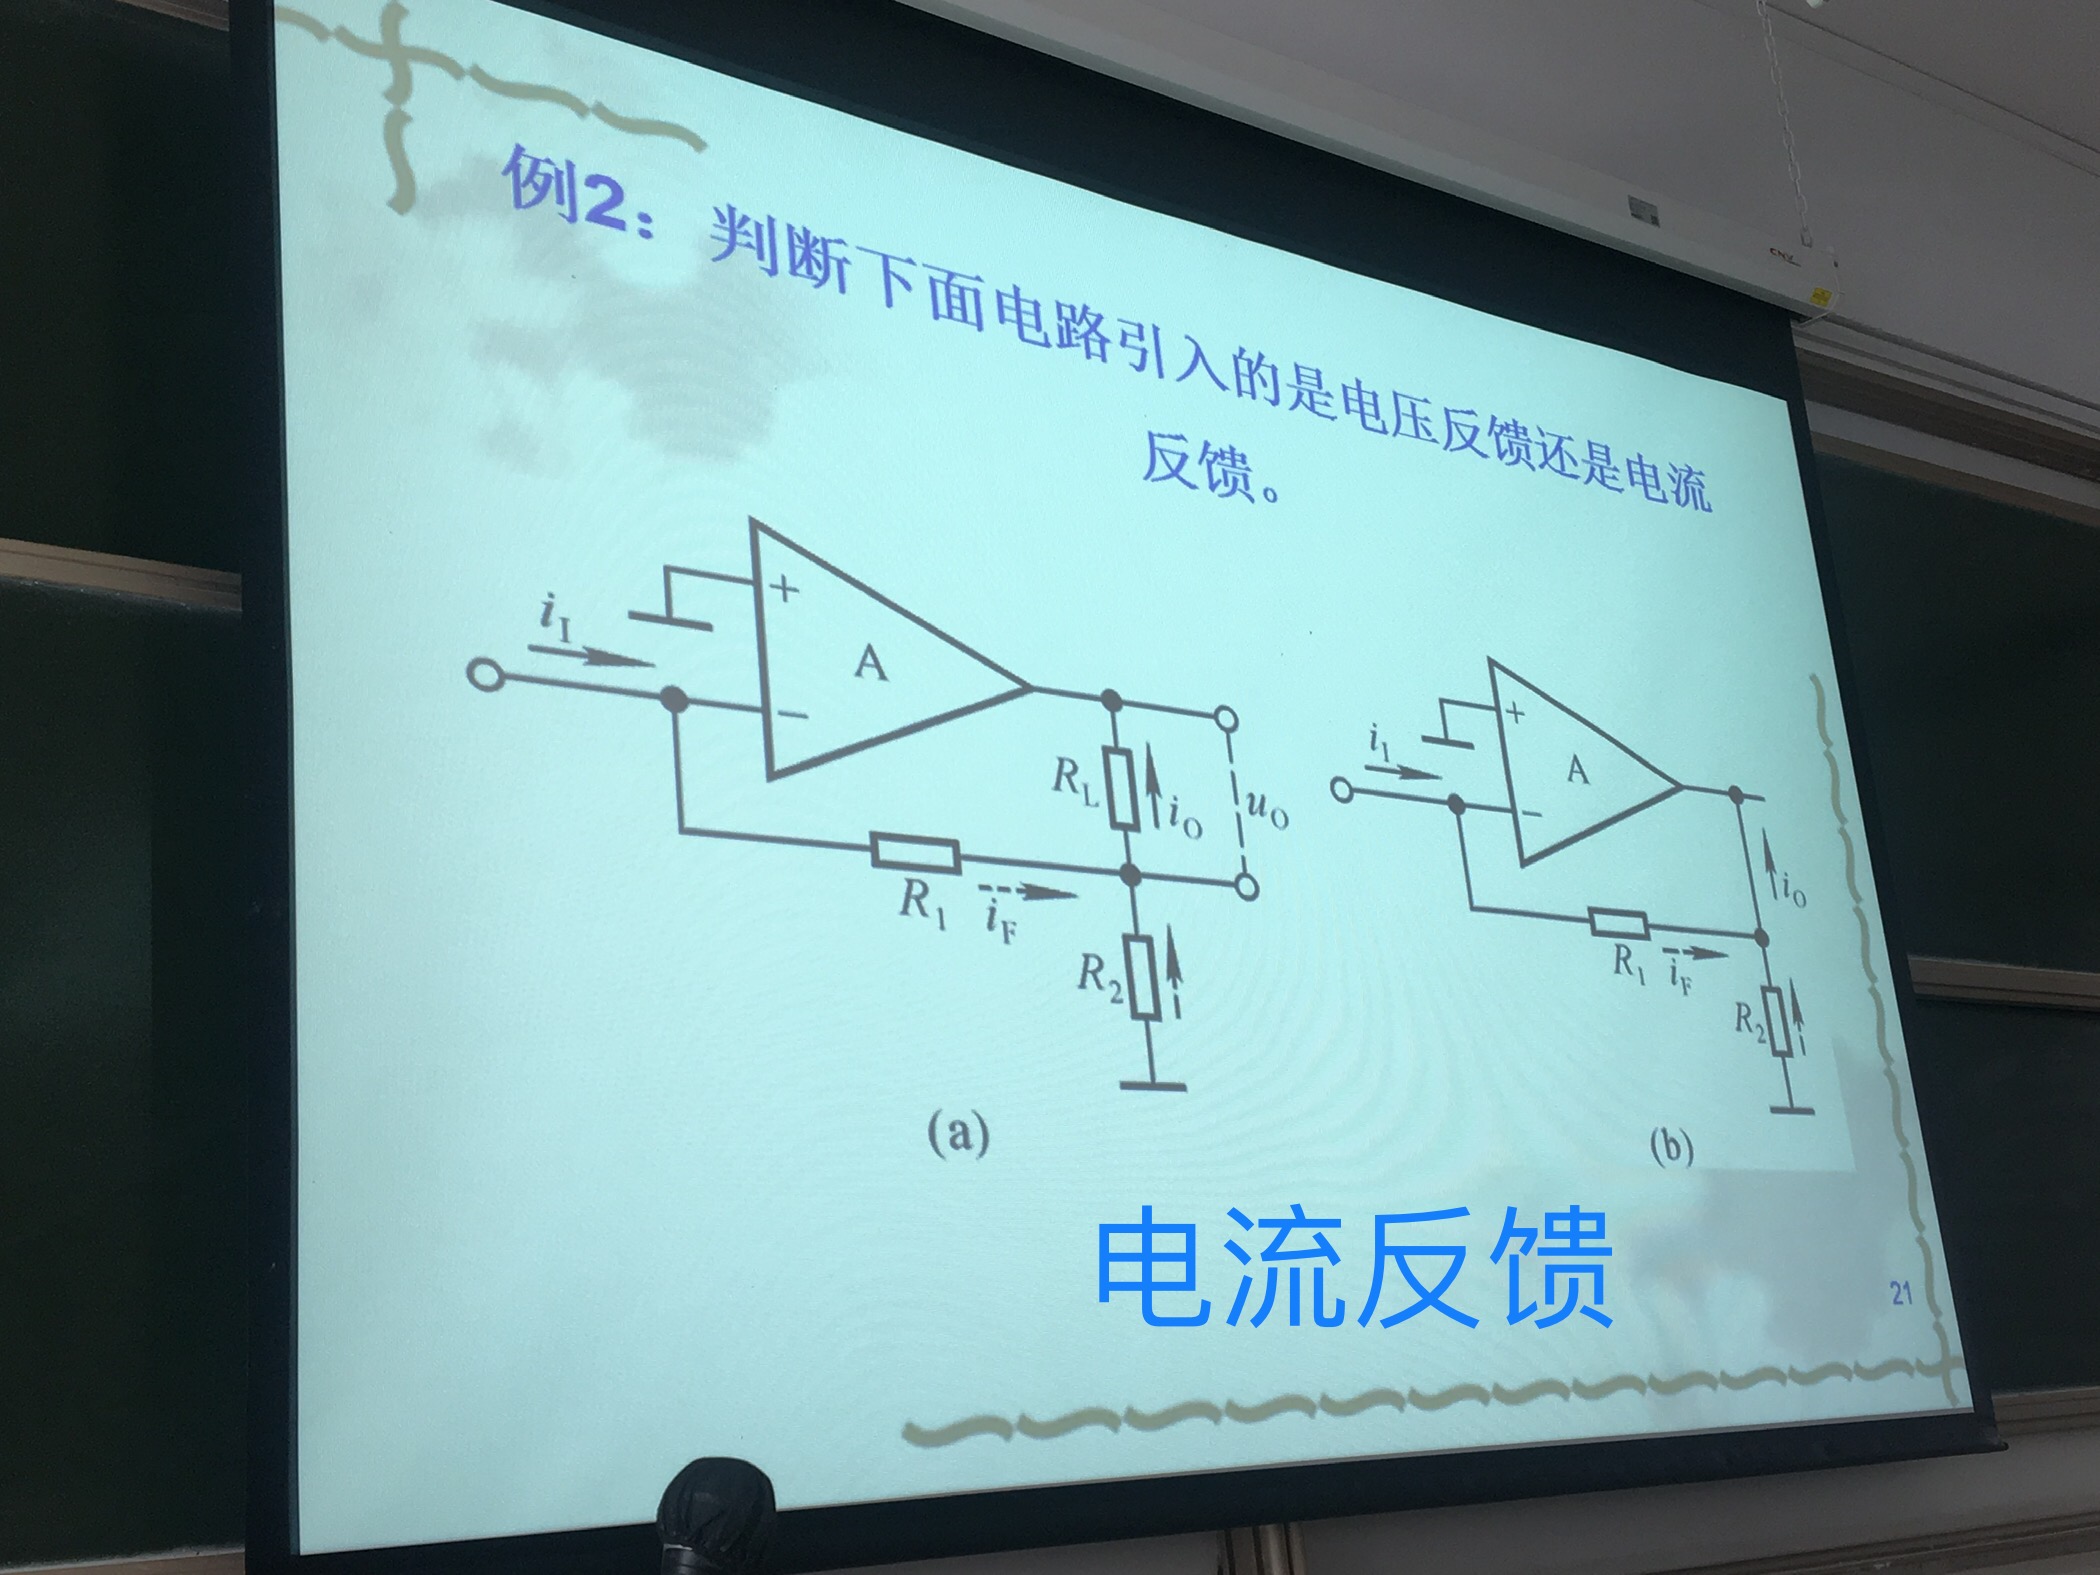 例2：判断下面电路引入的是电压反馈还是电流
反馈。
+
A
−
i_I
R_L
i_O
u_O
R_1
i_F
R_2
(a)
+
A
−
i_I
i_O
R_1
i_F
R_2
(b)
电流反馈
21